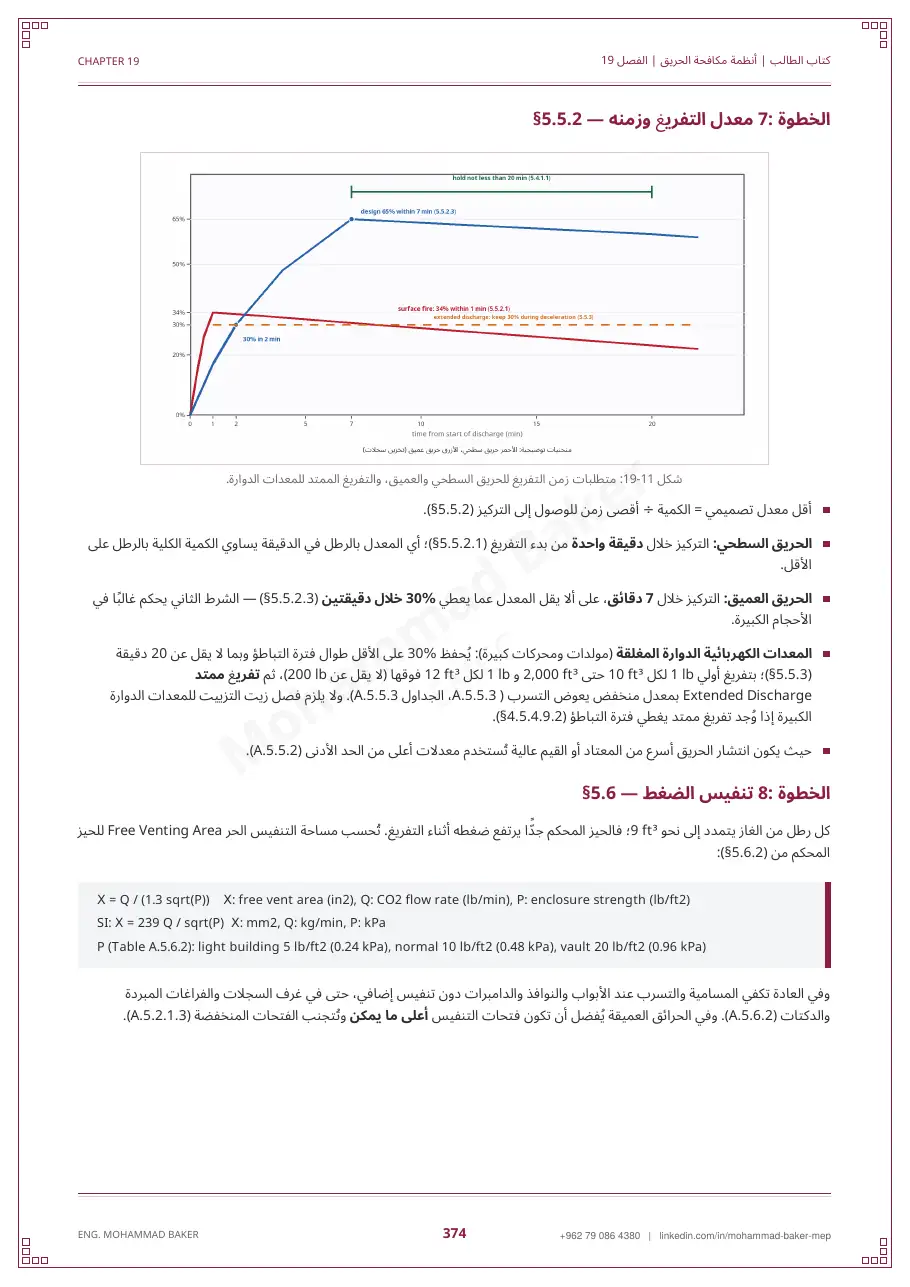 CHAPTER 19
كتاب الطالب | أنظمة مكافحة الحريق | الفصل 19
الخطوة :7 معدل التفريغ وزمنه — 5.5.2§
hold not less than 20 min (5.4.1.1)
design 65% within 7 min (5.5.2.3)
65%
50%
34%
30%
20%
0%
surface fire: 34% within 1 min (5.5.2.1)
extended discharge: keep 30% during deceleration (5.5.3)
30% in 2 min
0 1 2 5 7 10 15 20
time from start of discharge (min)
منحنيات توضيحية: الأحمر حريق سطحي، الأزرق حريق عميق (تخزين سجلات)
شكل 11-19: متطلبات زمن التفريغ للحريق السطحي والعميق، والتفريغ الممتد للمعدات الدوارة.
أقل معدل تصميمي = الكمية ÷ أقصى زمن للوصول إلى التركيز (5.5.2§).
الحريق السطحي: التركيز خلال دقيقة واحدة من بدء التفريغ (5.5.2.1§)؛ أي المعدل بالرطل في الدقيقة يساوي الكمية الكلية بالرطل على
الأقل.
الحريق العميق: التركيز خلال 7 دقائق، على ألا يقل المعدل عما يعطي 30% خلال دقيقتين (5.5.2.3§) — الشرط الثاني يحكم غالبًا في
الأحجام الكبيرة.
المعدات الكهربائية الدوارة المغلقة (مولدات ومحركات كبيرة): يُحفظ 30% على الأقل طوال فترة التباطؤ وبما لا يقل عن 20 دقيقة
(5.5.3§)؛ بتفريغ أولي 1 lb لكل 10 ft³ حتى 2,000 ft³ و 1 lb لكل 12 ft³ فوقها (لا يقل عن 200 lb)، ثم تفريغ ممتد
Extended Discharge بمعدل منخفض يعوض التسرب ( A.5.5.3، الجداول A.5.5.3). ولا يلزم فصل زيت التزييت للمعدات الدوارة
الكبيرة إذا وُجد تفريغ ممتد يغطي فترة التباطؤ (4.5.4.9.2§).
حيث يكون انتشار الحريق أسرع من المعتاد أو القيم عالية تُستخدم معدلات أعلى من الحد الأدنى (A.5.5.2).
الخطوة :8 تنفيس الضغط — 5.6§
كل رطل من الغاز يتمدد إلى نحو 9 ft³؛ فالحيز المحكم جدًّا يرتفع ضغطه أثناء التفريغ. تُحسب مساحة التنفيس الحر Free Venting Area للحيز
المحكم من (5.6.2§):
X = Q / (1.3 sqrt(P)) X: free vent area (in2), Q: CO2 flow rate (lb/min), P: enclosure strength (lb/ft2)
SI: X = 239 Q / sqrt(P) X: mm2, Q: kg/min, P: kPa
P (Table A.5.6.2): light building 5 lb/ft2 (0.24 kPa), normal 10 lb/ft2 (0.48 kPa), vault 20 lb/ft2 (0.96 kPa)
وفي العادة تكفي المسامية والتسرب عند الأبواب والنوافذ والدامبرات دون تنفيس إضافي، حتى في غرف السجلات والفراغات المبردة
والدكتات (A.5.6.2). وفي الحرائق العميقة يُفضل أن تكون فتحات التنفيس أعلى ما يمكن وتُتجنب الفتحات المنخفضة (A.5.2.1.3).
Mohammad Baker
ENG. MOHAMMAD BAKER
374
+962 79 086 4380 | linkedin.com/in/mohammad-baker-mep